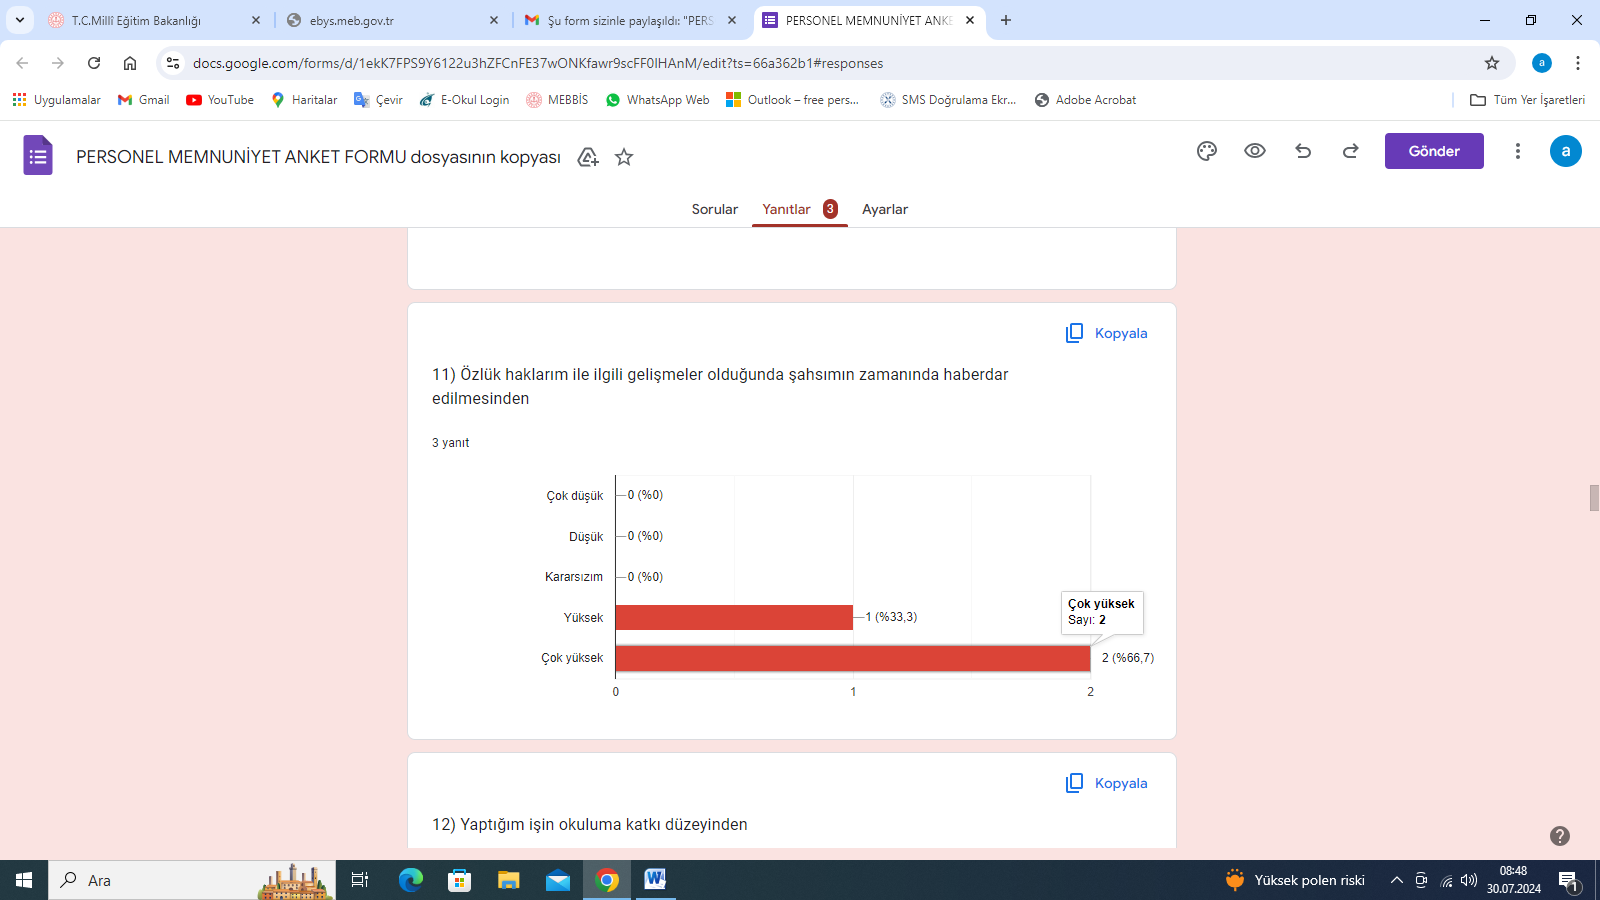 T.C.Millî Eğitim Bakanlığı
ebys.meb.gov.tr
Şu form sizinle paylaşıldı: "PERS
PERSONEL MEMNUNİYET ANKE
docs.google.com/forms/d/1ekK7FPS9Y6122u3hZFCnFE37wONKfawr9scFF0IHAnM/edit?ts=66a362b1#responses
a
Uygulamalar
Gmail
YouTube
Haritalar
Çevir
E-Okul Login
MEBBİS
WhatsApp Web
Outlook – free pers...
SMS Doğrulama Ekr...
Adobe Acrobat
Tüm Yer İşaretleri
PERSONEL MEMNUNİYET ANKET FORMU dosyasının kopyası
Gönder
a
Sorular
Yanıtlar 3
Ayarlar
Kopyala
11) Özlük haklarım ile ilgili gelişmeler olduğunda şahsımın zamanında haberdar
edilmesinden
3 yanıt
Çok düşük 0 (%0)
Düşük 0 (%0)
Kararsızım 0 (%0)
Yüksek 1 (%33,3)
Çok yüksek
Sayı: 2
Çok yüksek 2 (%66,7)
0 1 2
Kopyala
12) Yaptığım işin okuluma katkı düzeyinden
Ara
Yüksek polen riski
08:48
30.07.2024
1